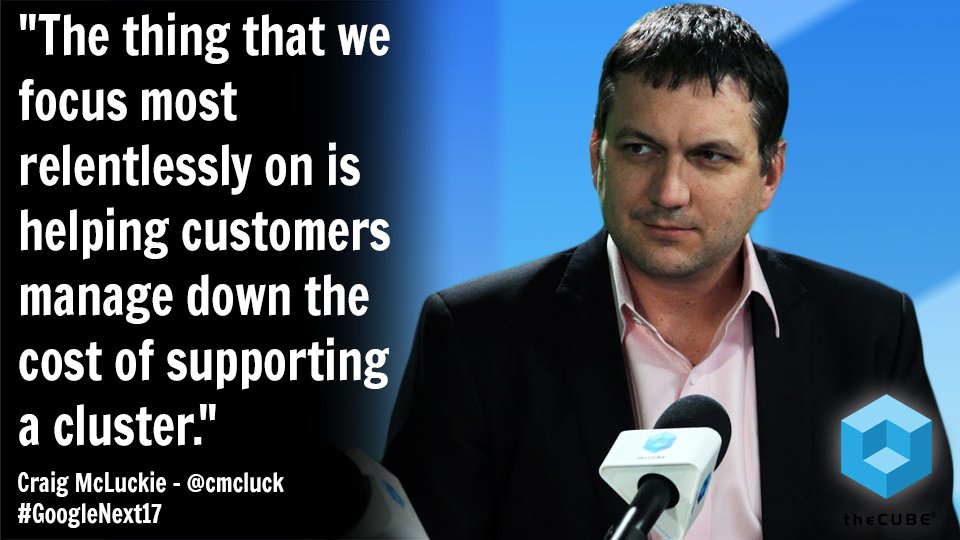 "The thing that we
focus most
relentlessly on is
helping customers
manage down the
cost of supporting
a cluster."
Craig McLuckie - @cmcluck
#GoogleNext17
theCUBE
theCUBE®